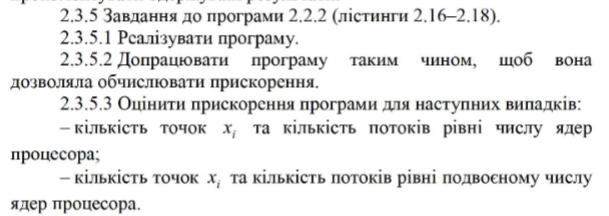 2.3.5 Завдання до програми 2.2.2 (лістинги 2.16–2.18).
2.3.5.1 Реалізувати програму.
2.3.5.2 Допрацювати програму таким чином, щоб вона
дозволяла обчислювати прискорення.
2.3.5.3 Оцінити прискорення програми для наступних випадків:
– кількість точок xᵢ та кількість потоків рівні числу ядер
процесора;
– кількість точок xᵢ та кількість потоків рівні подвоєному числу
ядер процесора.